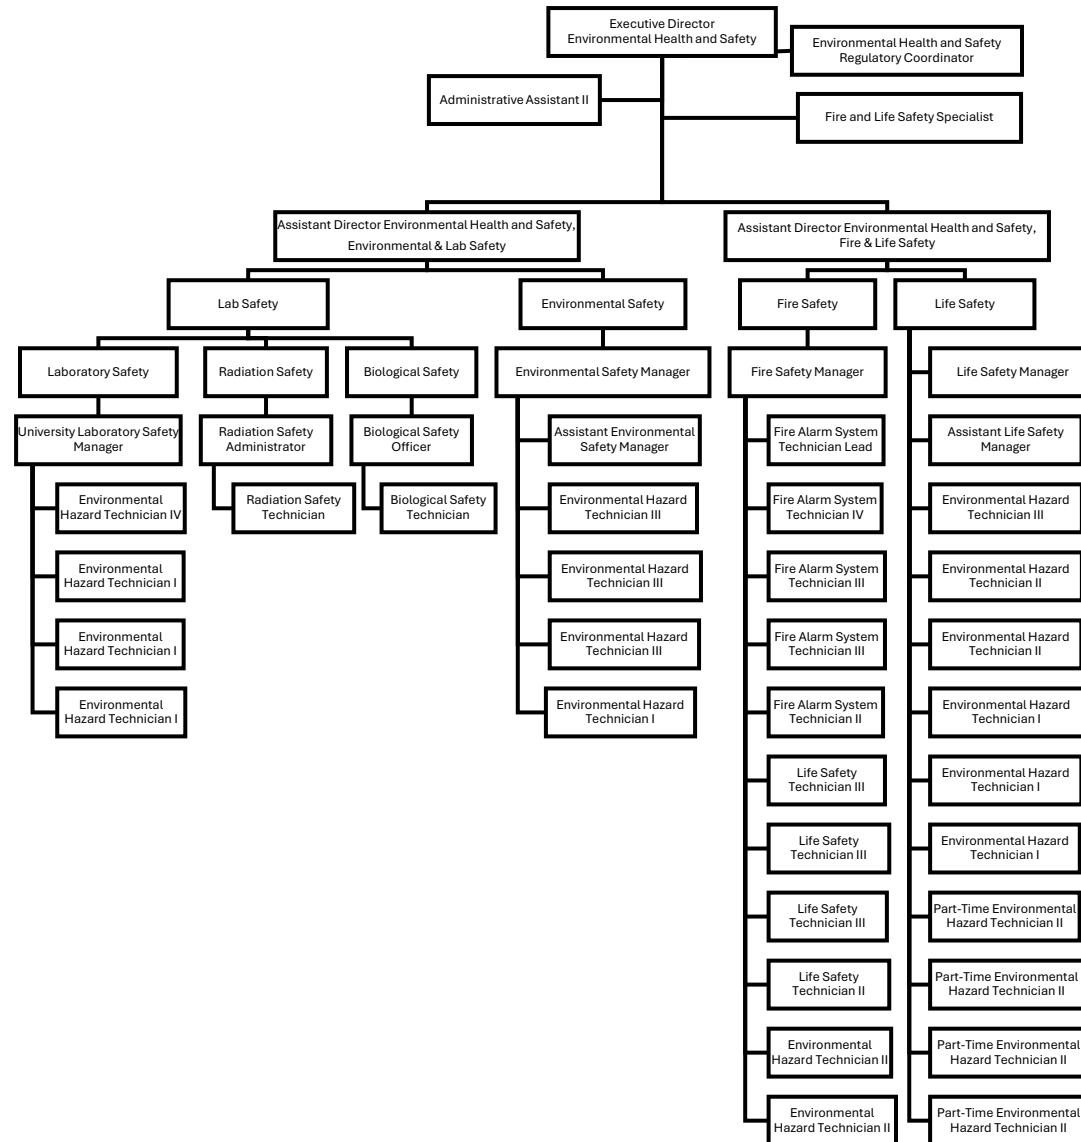 Executive Director
Environmental Health and Safety
Environmental Health and Safety
Regulatory Coordinator
Administrative Assistant II
Fire and Life Safety Specialist
Assistant Director Environmental Health and Safety,
Environmental & Lab Safety
Assistant Director Environmental Health and Safety,
Fire & Life Safety
Lab Safety
Environmental Safety
Fire Safety
Life Safety
Laboratory Safety
Radiation Safety
Biological Safety
Environmental Safety Manager
Fire Safety Manager
Life Safety Manager
University Laboratory Safety
Manager
Radiation Safety
Administrator
Biological Safety
Officer
Assistant Environmental
Safety Manager
Fire Alarm System
Technician Lead
Assistant Life Safety
Manager
Environmental
Hazard Technician IV
Radiation Safety
Technician
Biological Safety
Technician
Environmental Hazard
Technician III
Fire Alarm System
Technician IV
Environmental Hazard
Technician III
Environmental
Hazard Technician I
Environmental Hazard
Technician III
Fire Alarm System
Technician III
Environmental Hazard
Technician II
Environmental
Hazard Technician I
Environmental Hazard
Technician III
Fire Alarm System
Technician III
Environmental Hazard
Technician II
Environmental
Hazard Technician I
Environmental Hazard
Technician I
Fire Alarm System
Technician II
Environmental Hazard
Technician I
Life Safety
Technician III
Environmental Hazard
Technician I
Life Safety
Technician III
Environmental Hazard
Technician I
Life Safety
Technician III
Part-Time Environmental
Hazard Technician II
Life Safety
Technician II
Part-Time Environmental
Hazard Technician II
Environmental
Hazard Technician II
Part-Time Environmental
Hazard Technician II
Environmental
Hazard Technician II
Part-Time Environmental
Hazard Technician II